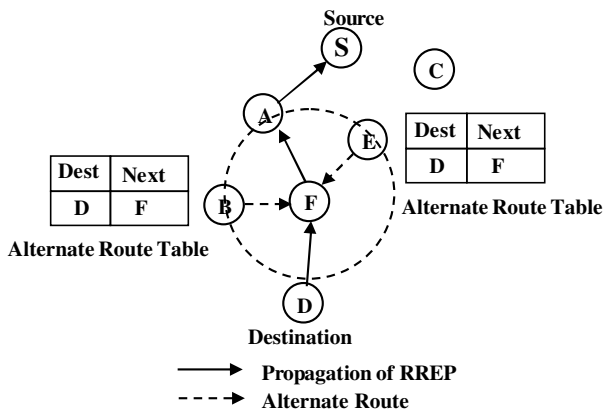 Source
S
C
A
E
Dest Next
D F
Alternate Route Table
Dest Next
D F
Alternate Route Table
B
F
D
Destination
Propagation of RREP
Alternate Route